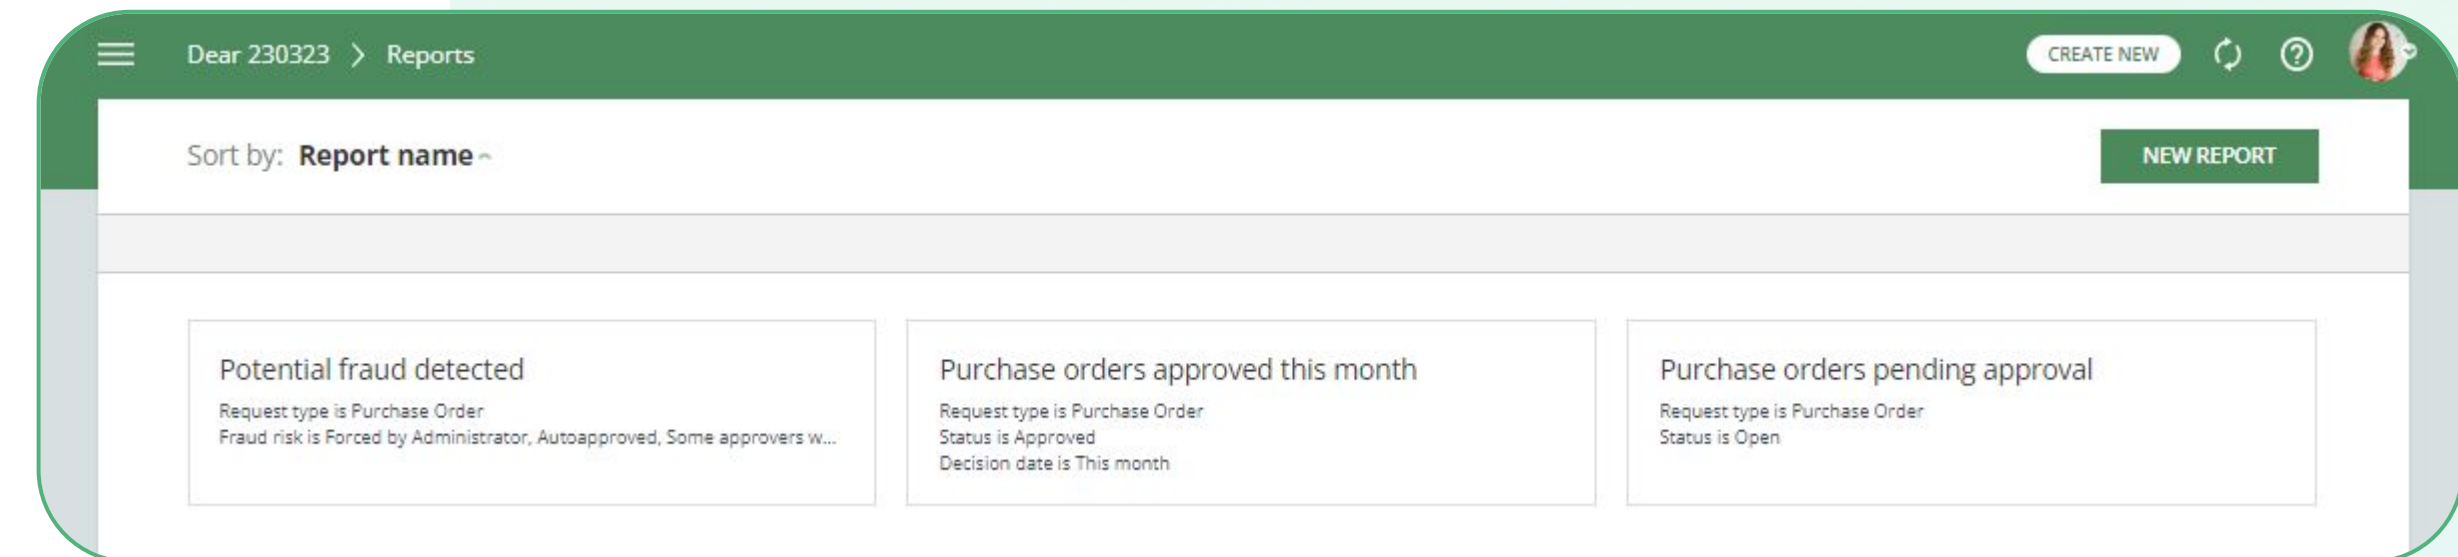 Dear 230323 > Reports
CREATE NEW
Sort by: Report name
NEW REPORT
Potential fraud detected
Request type is Purchase Order
Fraud risk is Forced by Administrator, Autoapproved, Some approvers w...
Purchase orders approved this month
Request type is Purchase Order
Status is Approved
Decision date is This month
Purchase orders pending approval
Request type is Purchase Order
Status is Open